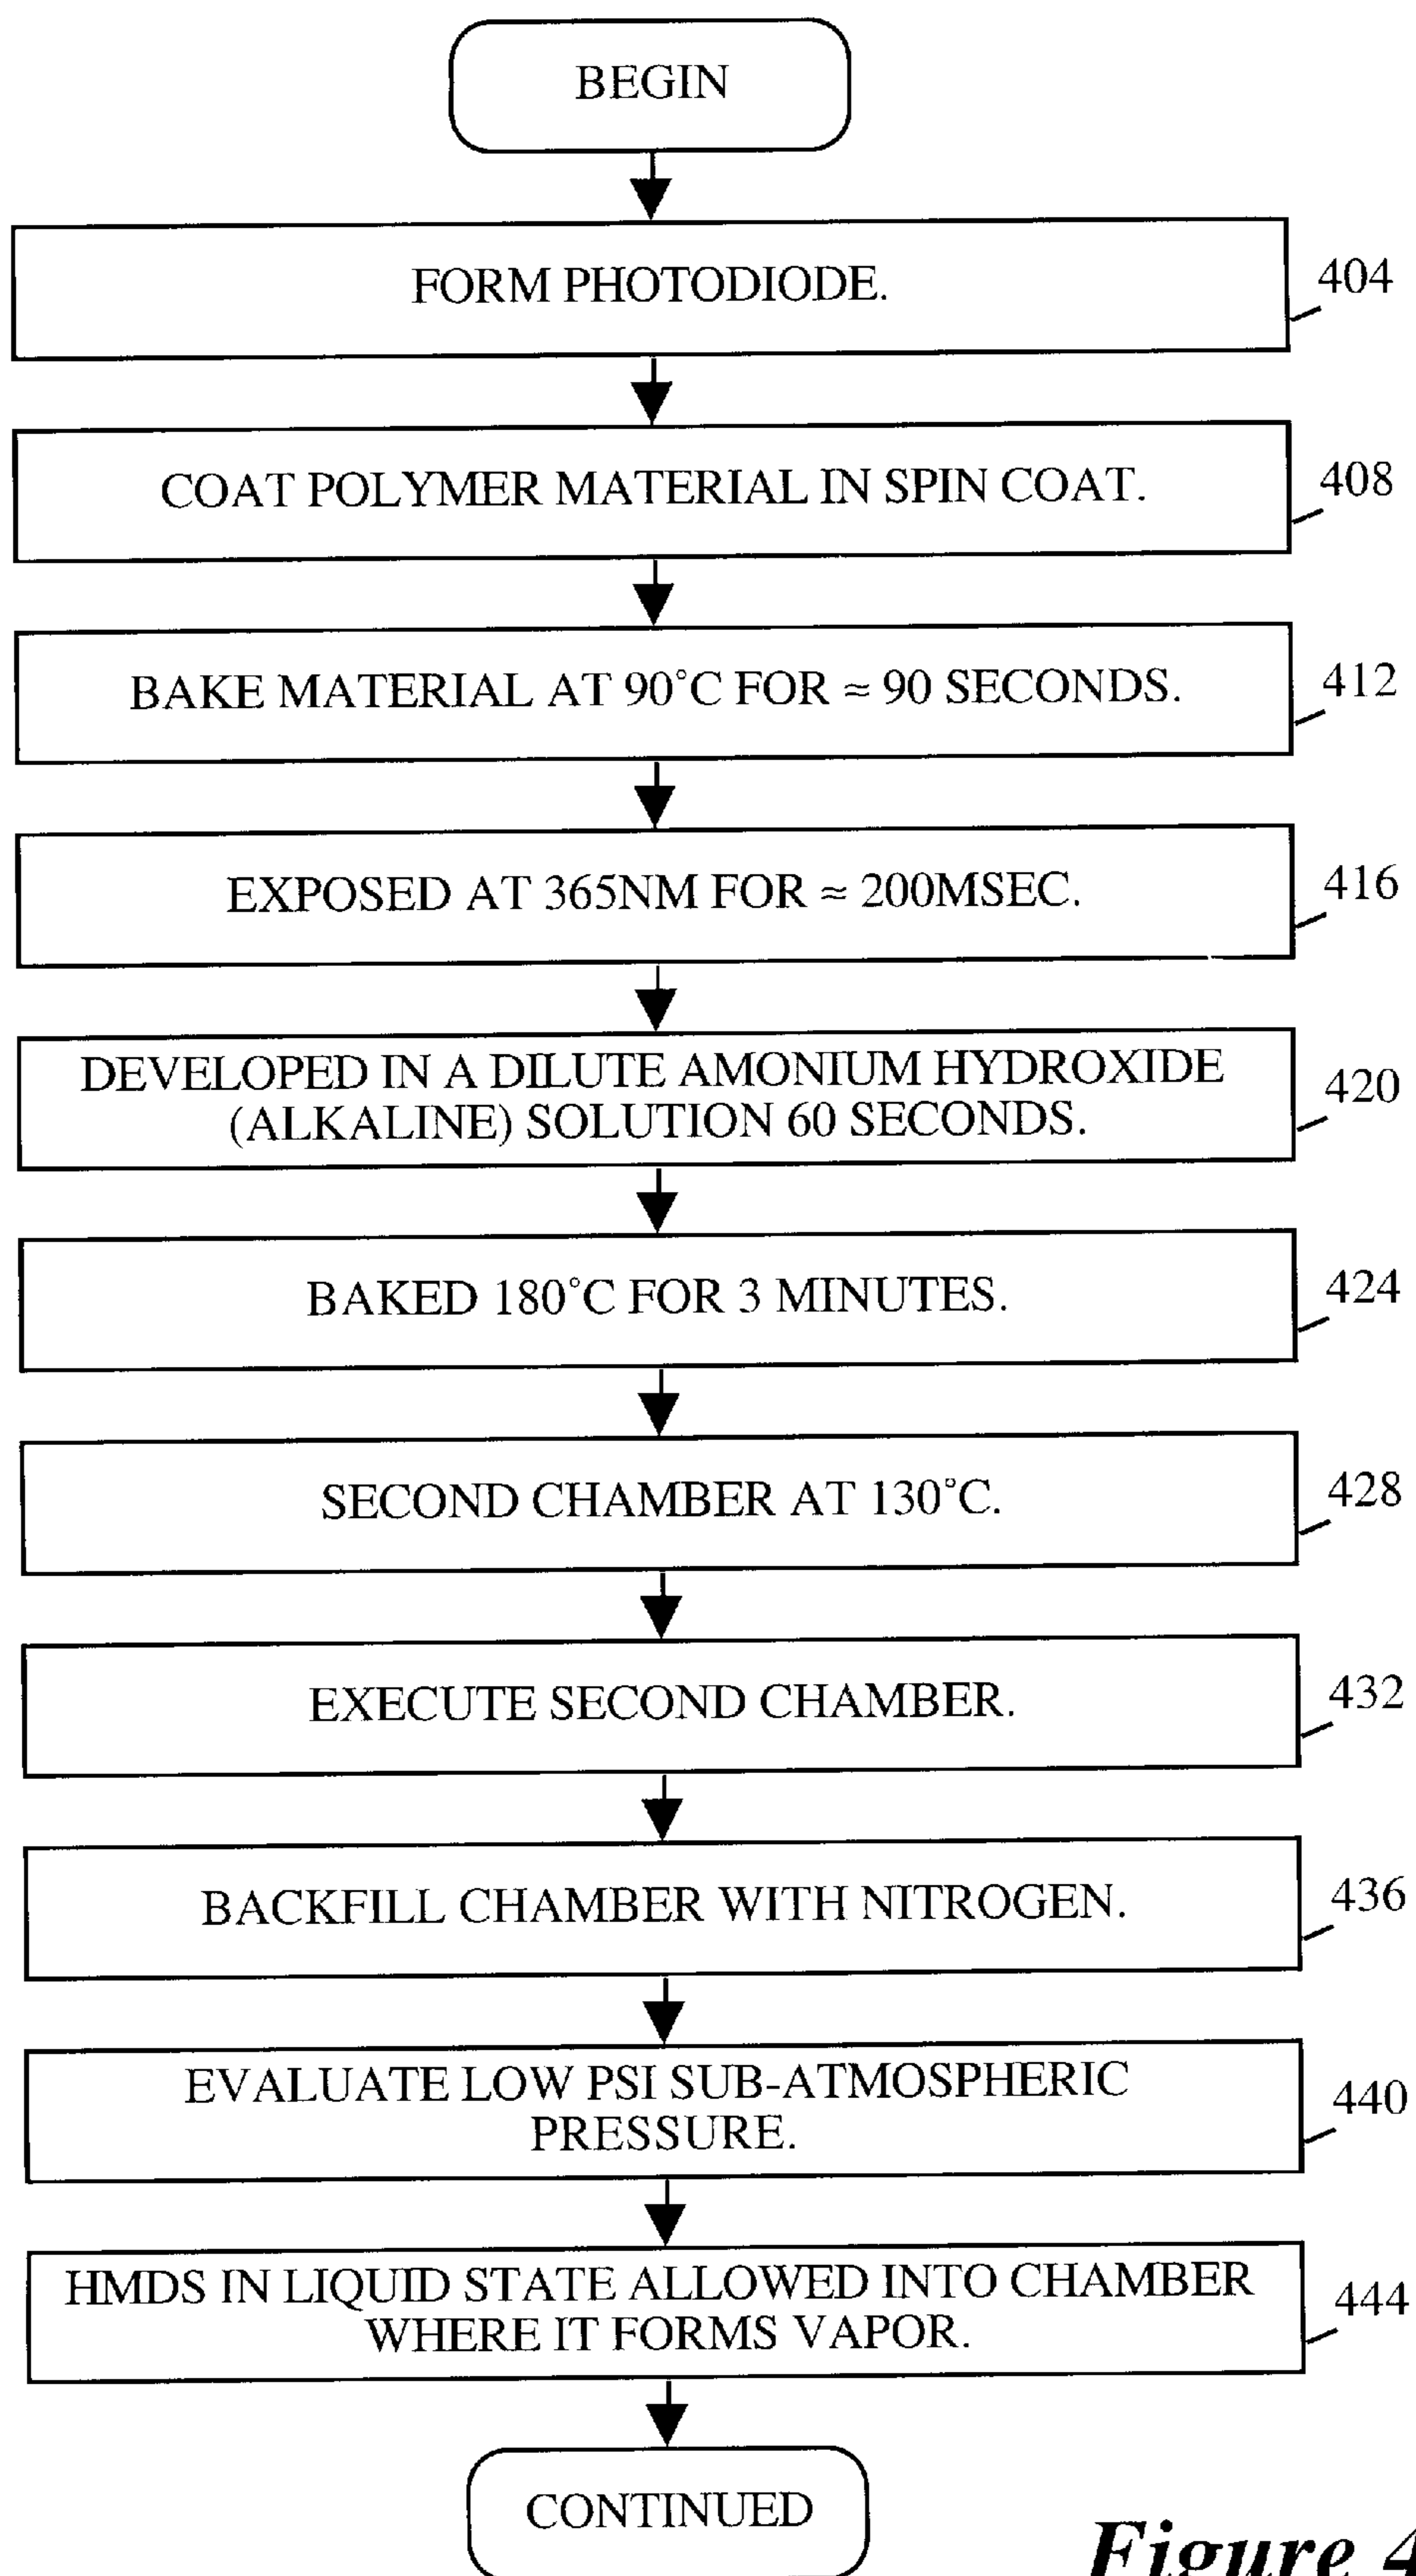 BEGIN
FORM PHOTODIODE.
404
COAT POLYMER MATERIAL IN SPIN COAT.
408
BAKE MATERIAL AT 90°C FOR ≈ 90 SECONDS.
412
EXPOSED AT 365NM FOR ≈ 200MSEC.
416
DEVELOPED IN A DILUTE AMONIUM HYDROXIDE
(ALKALINE) SOLUTION 60 SECONDS.
420
BAKED 180°C FOR 3 MINUTES.
424
SECOND CHAMBER AT 130°C.
428
EXECUTE SECOND CHAMBER.
432
BACKFILL CHAMBER WITH NITROGEN.
436
EVALUATE LOW PSI SUB-ATMOSPHERIC
PRESSURE.
440
HMDS IN LIQUID STATE ALLOWED INTO CHAMBER
WHERE IT FORMS VAPOR.
444
CONTINUED
Figure 4